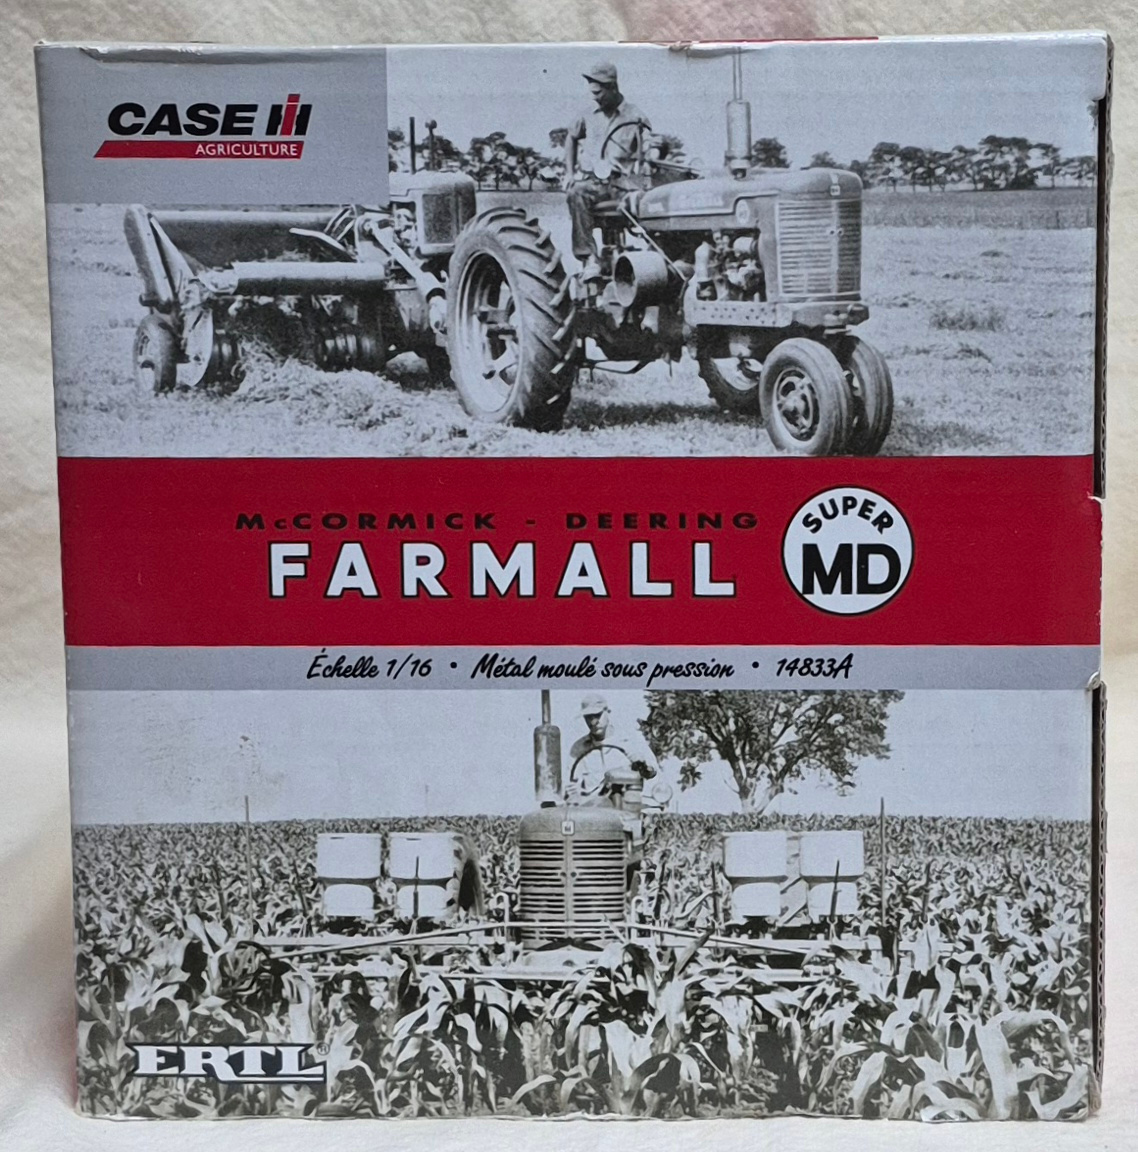 CASE IH
AGRICULTURE
McCORMICK - DEERING
FARMALL
SUPER
MD
Échelle 1/16 • Métal moulé sous pression • 14833A
ERTL®